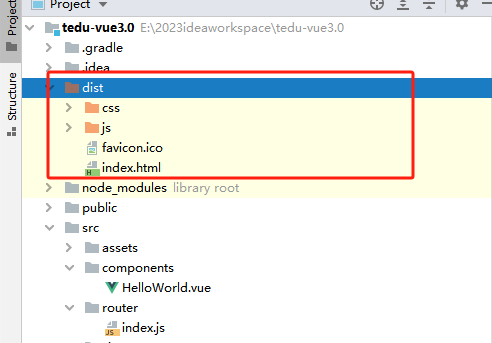 Project
Project
Structure
tedu-vue3.0 E:\2023ideaworkspace\tedu-vue3.0
.gradle
.idea
dist
css
js
favicon.ico
index.html
node_modules library root
public
src
assets
components
HelloWorld.vue
router
index.js